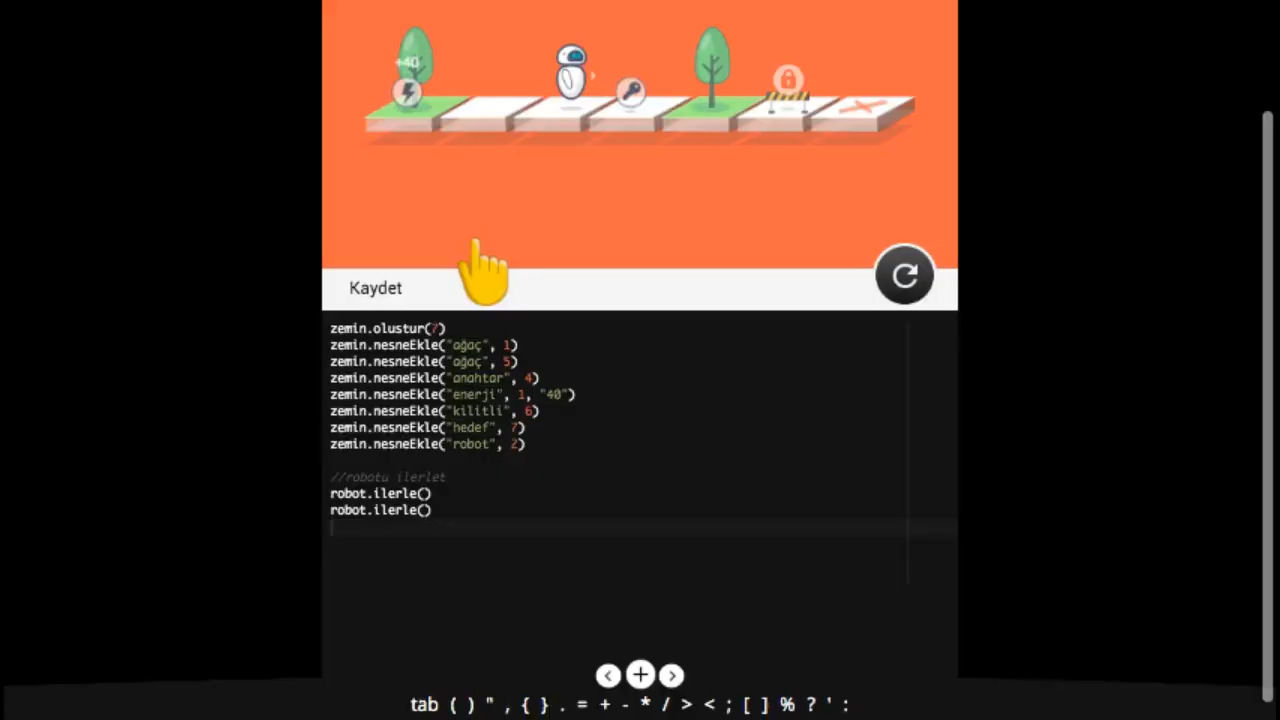 +40
Kaydet
zemin.olustur(7)
zemin.nesneEkle("ağaç", 1)
zemin.nesneEkle("ağaç", 5)
zemin.nesneEkle("anahtar", 4)
zemin.nesneEkle("enerji", 1, "40")
zemin.nesneEkle("kilitli", 6)
zemin.nesneEkle("hedef", 7)
zemin.nesneEkle("robot", 2)
//robotu ilerlet
robot.ilerle()
robot.ilerle()
tab ( ) " , { } . = + - * / > < ; [ ] % ? ' :